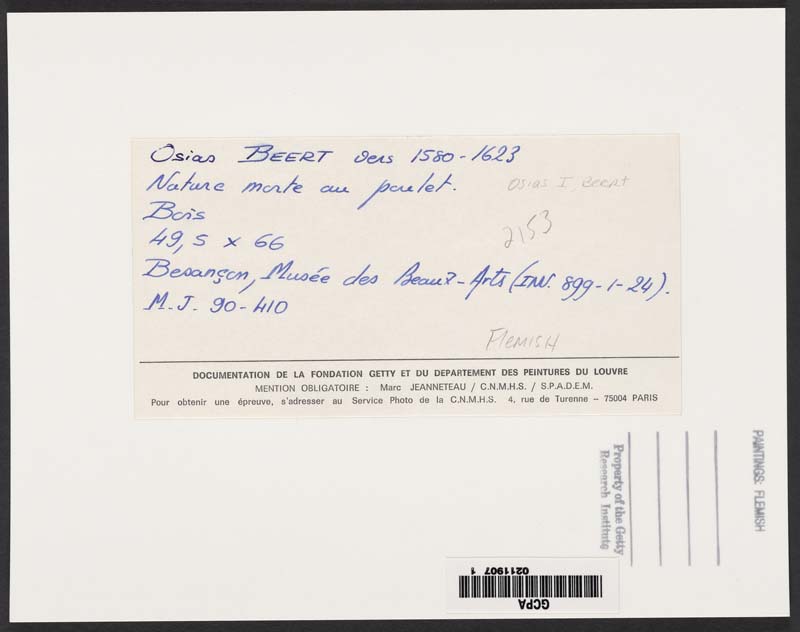 Osias BEERT vers 1580-1623
Nature morte au poulet.
Osias I Beert
Bois
49,5 x 66
2153
Besançon, Musée des Beaux-Arts (INV. 899-1-24).
M.J. 90-410
Flemish
DOCUMENTATION DE LA FONDATION GETTY ET DU DEPARTEMENT DES PEINTURES DU LOUVRE
MENTION OBLIGATOIRE : Marc JEANNETEAU / C.N.M.H.S. / S.P.A.D.E.M.
Pour obtenir une épreuve, s'adresser au Service Photo de la C.N.M.H.S. 4, rue de Turenne – 75004 PARIS
PAINTINGS: FLEMISH
Property of the Getty
Research Institute
GCPA
0211907 1